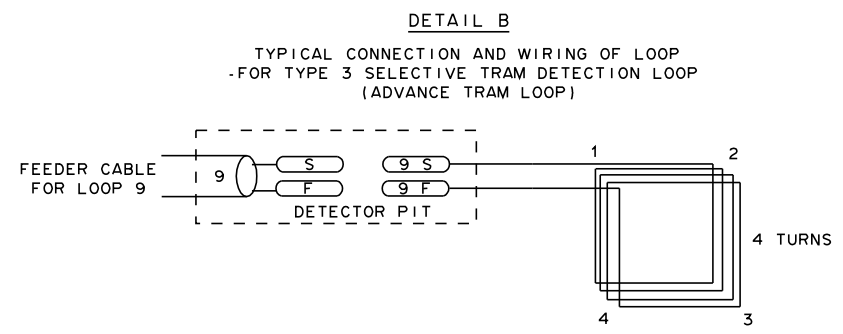 DETAIL B
TYPICAL CONNECTION AND WIRING OF LOOP
-FOR TYPE 3 SELECTIVE TRAM DETECTION LOOP
(ADVANCE TRAM LOOP)
FEEDER CABLE
FOR LOOP 9
9
S
F
9 S
9 F
DETECTOR PIT
1
2
4 TURNS
4
3